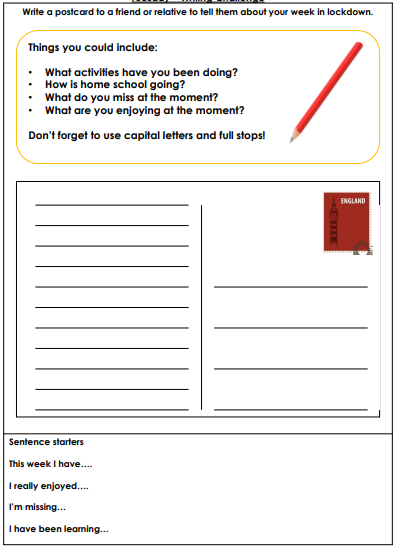 Tuesday – Writing Challenge
Write a postcard to a friend or relative to tell them about your week in lockdown.
Things you could include:
• What activities have you been doing?
• How is home school going?
• What do you miss at the moment?
• What are you enjoying at the moment?
Don't forget to use capital letters and full stops!
ENGLAND
Sentence starters
This week I have….
I really enjoyed….
I'm missing…
I have been learning…